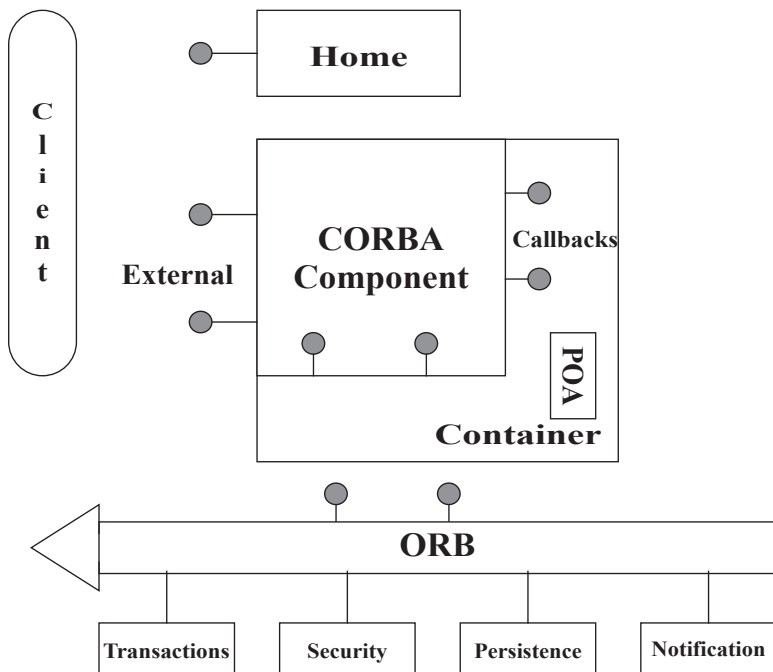 Client
Home
CORBA
Component
Callbacks
External
POA
Container
ORB
Transactions
Security
Persistence
Notification